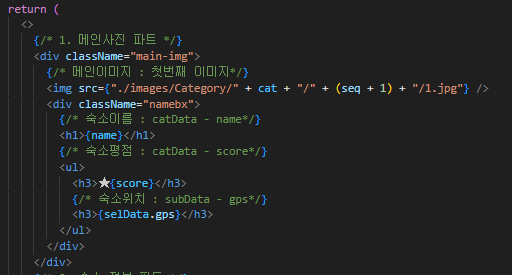 return (
<>
{/* 1. 메인사진 파트 */}
<div className="main-img">
{/* 메인이미지 : 첫번째 이미지*/}
<img src={"./images/Category/" + cat + "/" + (seq + 1) + "/1.jpg"} />
<div className="namebx">
{/* 숙소이름 : catData - name*/}
<h1>{name}</h1>
{/* 숙소평점 : catData - score*/}
<ul>
<h3>★{score}</h3>
{/* 숙소위치 : subData - gps*/}
<h3>{selData.gps}</h3>
</ul>
</div>
</div>